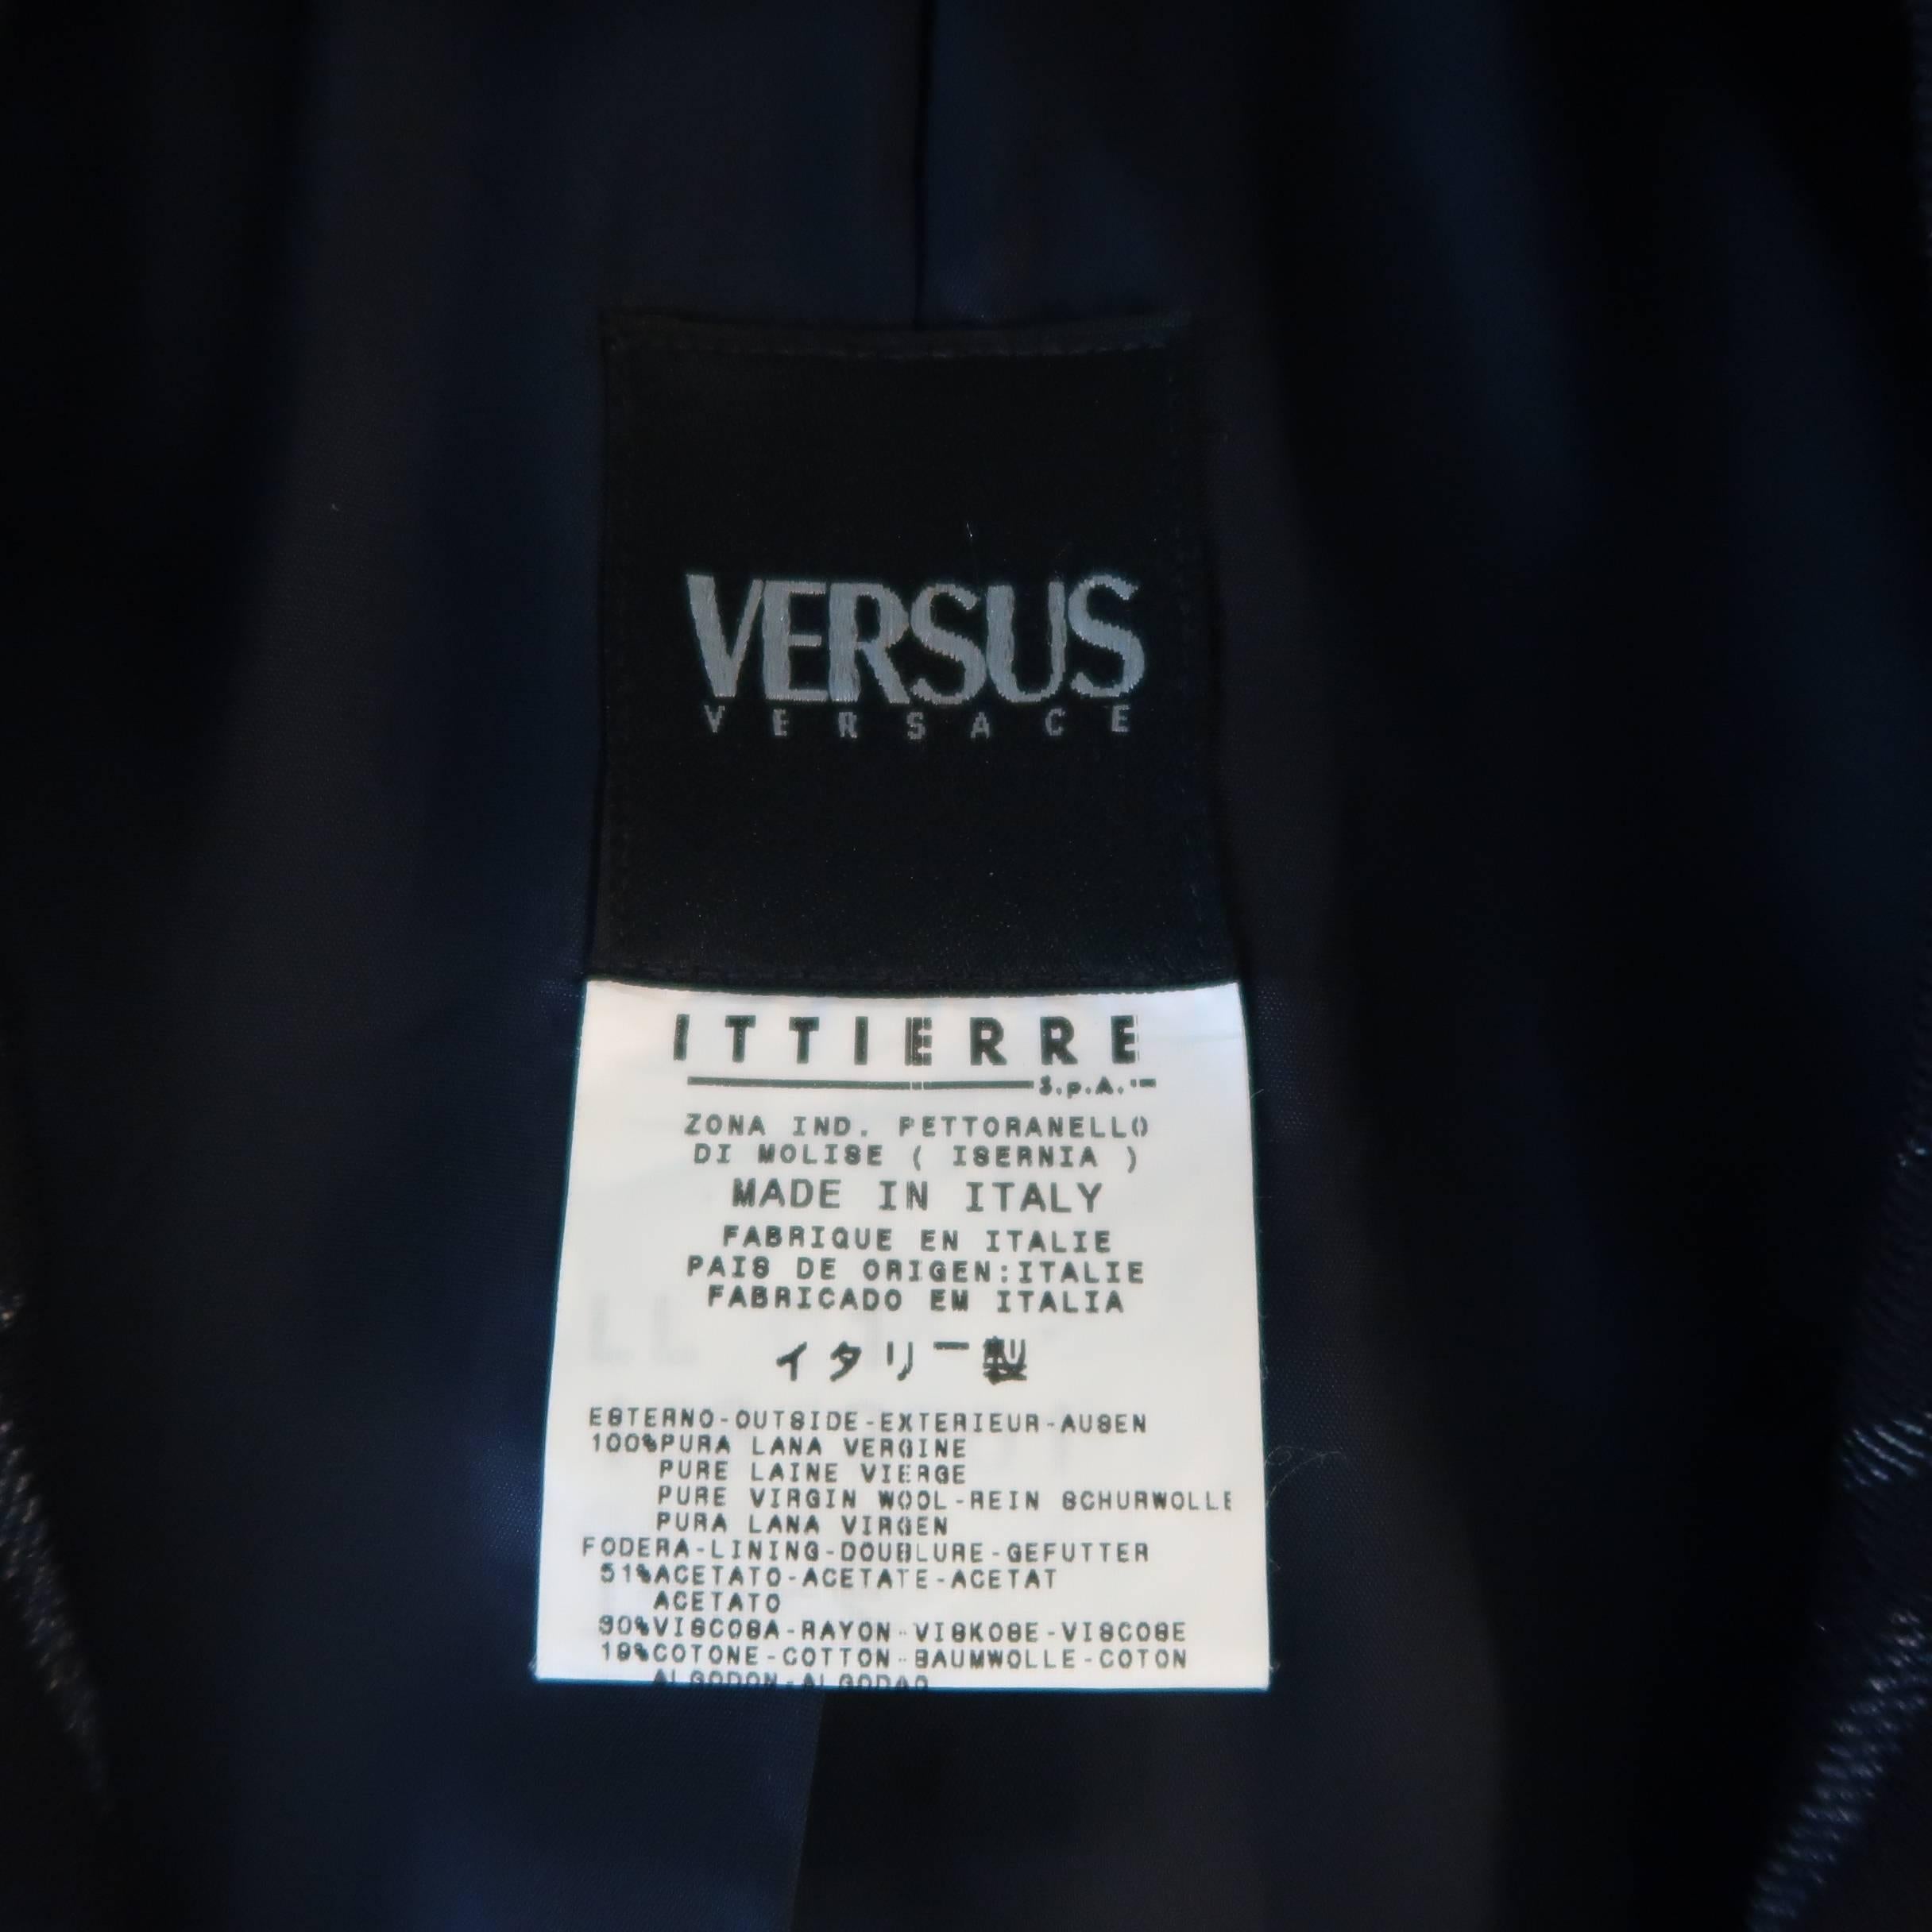 VERSUS
VERSACE
ITTIERRE
S.p.A.
ZONA IND. PETTORANELLO
DI MOLISE ( ISERNIA )
MADE IN ITALY
FABRIQUE EN ITALIE
PAIS DE ORIGEN:ITALIE
FABRICADO EM ITALIA
イタリー製
ESTERNO-OUTSIDE-EXTERIEUR-AUSEN
100%PURA LANA VERGINE
PURE LAINE VIERGE
PURE VIRGIN WOOL-REIN SCHURWOLLE
PURA LANA VIRGEN
FODERA-LINING-DOUBLURE-GEFUTTER
51%ACETATO-ACETATE-ACETAT
ACETATO
30%VISCOSA-RAYON-VISKOSE-VISCOSE
19%COTONE-COTTON-BAUMWOLLE-COTON
ALGODON-ALGODAO